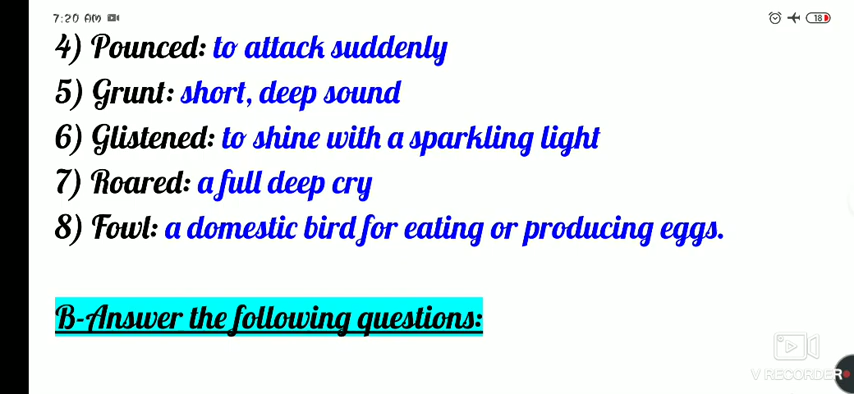 7:20 AM
18
4) Pounced: to attack suddenly
5) Grunt: short, deep sound
6) Glistened: to shine with a sparkling light
7) Roared: a full deep cry
8) Fowl: a domestic bird for eating or producing eggs.
B-Answer the following questions:
V RECORDER